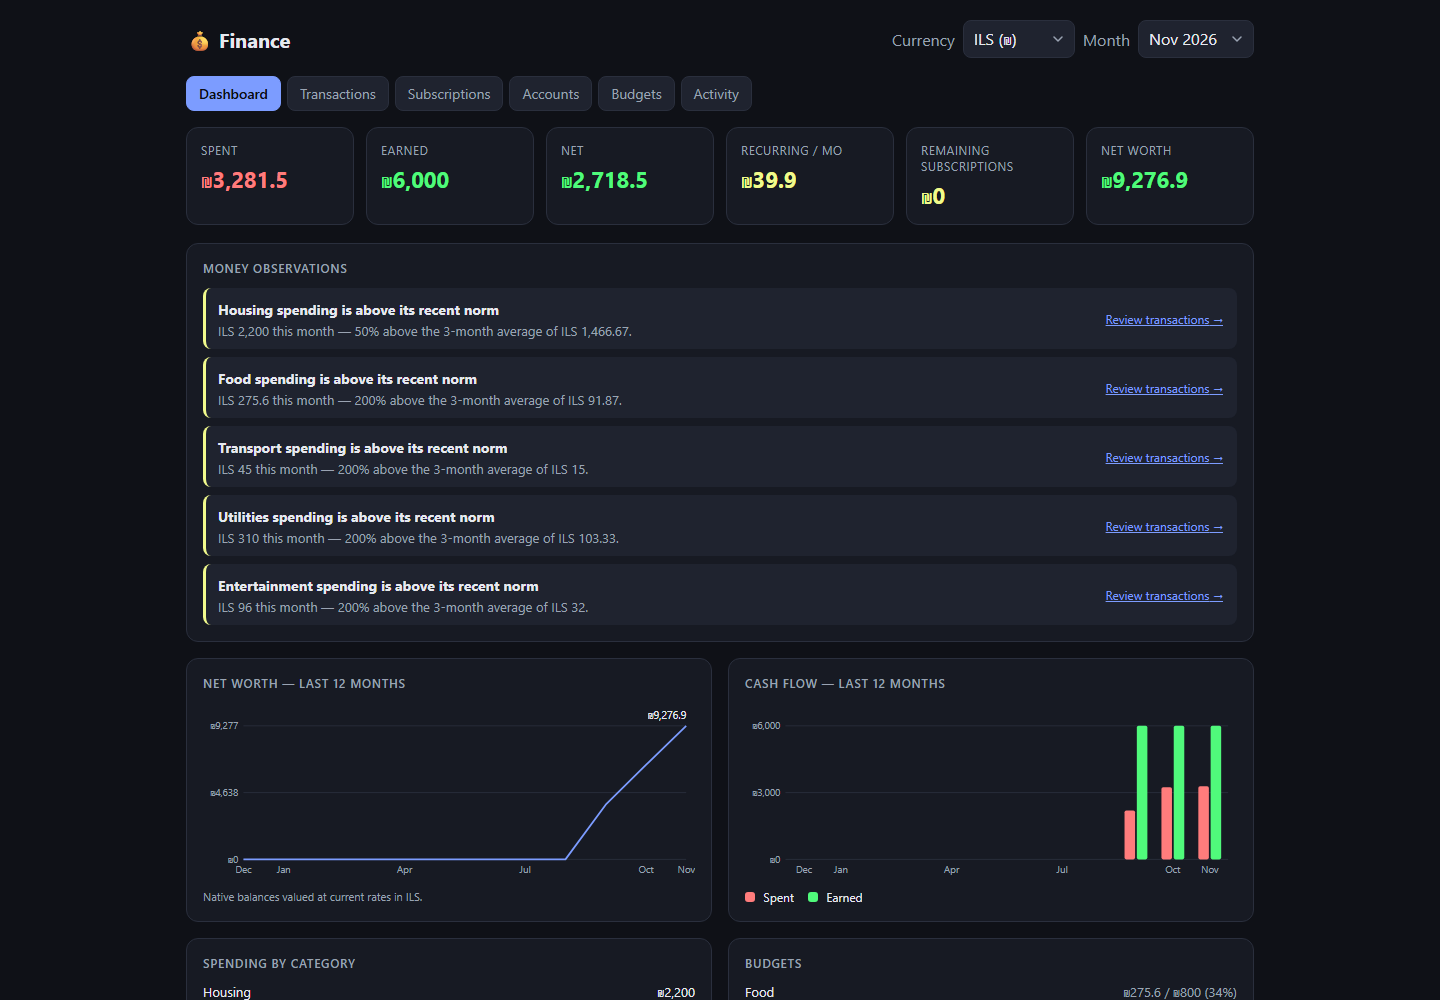 💰 Finance
Currency ILS (₪) Month Nov 2026
Dashboard Transactions Subscriptions Accounts Budgets Activity
SPENT
₪3,281.5
EARNED
₪6,000
NET
₪2,718.5
RECURRING / MO
₪39.9
REMAINING
SUBSCRIPTIONS
₪0
NET WORTH
₪9,276.9
MONEY OBSERVATIONS
Housing spending is above its recent norm
ILS 2,200 this month — 50% above the 3-month average of ILS 1,466.67.
Review transactions →
Food spending is above its recent norm
ILS 275.6 this month — 200% above the 3-month average of ILS 91.87.
Review transactions →
Transport spending is above its recent norm
ILS 45 this month — 200% above the 3-month average of ILS 15.
Review transactions →
Utilities spending is above its recent norm
ILS 310 this month — 200% above the 3-month average of ILS 103.33.
Review transactions →
Entertainment spending is above its recent norm
ILS 96 this month — 200% above the 3-month average of ILS 32.
Review transactions →
NET WORTH — LAST 12 MONTHS
₪9,276.9
₪9,277
₪4,638
₪0
Dec Jan Apr Jul Oct Nov
Native balances valued at current rates in ILS.
CASH FLOW — LAST 12 MONTHS
₪6,000
₪3,000
₪0
Dec Jan Apr Jul Oct Nov
Spent Earned
SPENDING BY CATEGORY
Housing ₪2,200
BUDGETS
Food ₪275.6 / ₪800 (34%)